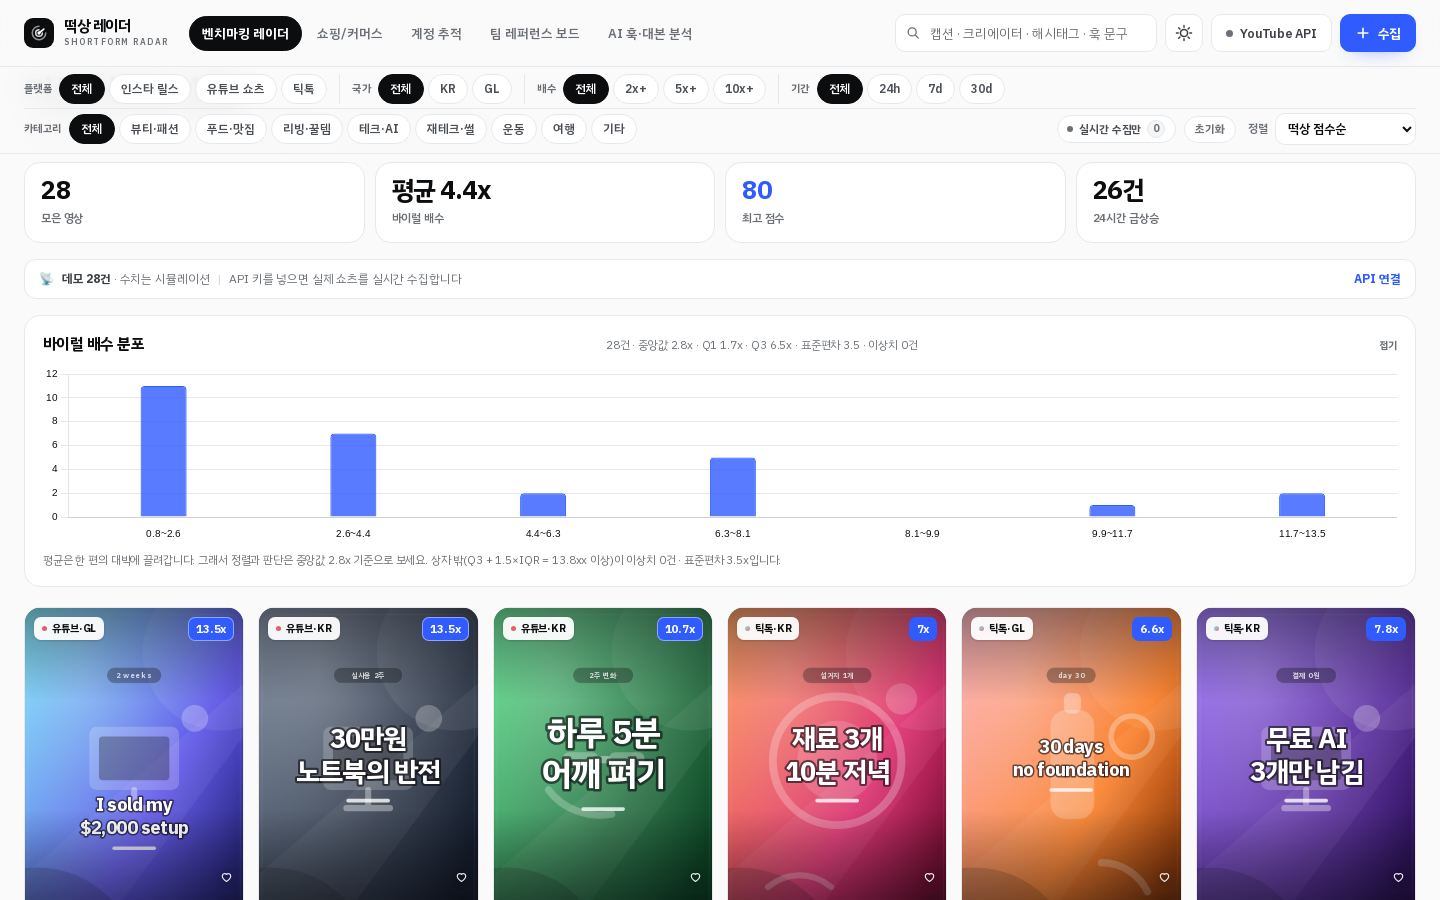 떡상 레이더
SHORTFORM RADAR
벤치마킹 레이더
쇼핑/커머스
계정 추적
팀 레퍼런스 보드
AI 훅·대본 분석
캡션 · 크리에이터 · 해시태그 · 훅 문구
YouTube API
수집
플랫폼 전체 인스타 릴스 유튜브 쇼츠 틱톡
국가 전체 KR GL
배수 전체 2x+ 5x+ 10x+
기간 전체 24h 7d 30d
카테고리 전체 뷰티·패션 푸드·맛집 리빙·꿀템 테크·AI 재테크·썰 운동 여행 기타
실시간 수집만 0
초기화
정렬 떡상 점수순
28
모은 영상
평균 4.4x
바이럴 배수
80
최고 점수
26건
24시간 급상승
데모 28건 · 수치는 시뮬레이션 | API 키를 넣으면 실제 쇼츠를 실시간 수집합니다
API 연결
바이럴 배수 분포
28건 · 중앙값 2.8x · Q1 1.7x · Q3 6.5x · 표준편차 3.5 · 이상치 0건
접기
12
10
8
6
4
2
0
0.8~2.6 2.6~4.4 4.4~6.3 6.3~8.1 8.1~9.9 9.9~11.7 11.7~13.5
평균은 한 편의 대박에 끌려갑니다. 그래서 정렬과 판단은 중앙값 2.8x 기준으로 보세요. 상자 밖(Q3 + 1.5×IQR = 13.8xx 이상)이 이상치 0건 · 표준편차 3.5x입니다.
유튜브·GL
13.5x
2 weeks
I sold my
$2,000 setup
유튜브·KR
13.5x
실사용 2주
30만원
노트북의 반전
유튜브·KR
10.7x
2주 변화
하루 5분
어깨 펴기
틱톡·KR
7x
설거지 1개
재료 3개
10분 저녁
틱톡·GL
6.6x
day 30
30 days
no foundation
틱톡·KR
7.8x
결제 0원
무료 AI
3개만 남김